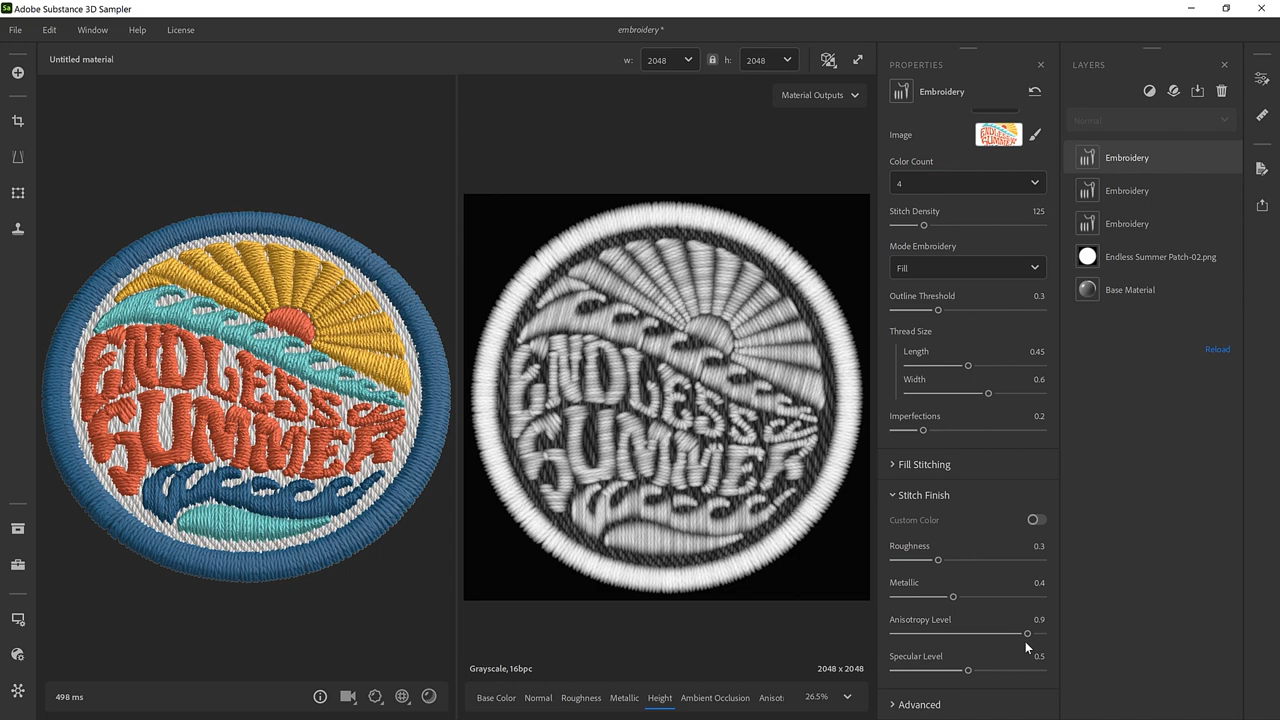 Sa Adobe Substance 3D Sampler
File Edit Window Help License
embroidery *
Untitled material
w: 2048 h: 2048
Material Outputs
ENDLESS
SUMMER
Grayscale, 16bpc 2048 x 2048
498 ms
Base Color Normal Roughness Metallic Height Ambient Occlusion Anisot 26.5%
PROPERTIES
Embroidery
Image
Color Count
4
Stitch Density 125
Mode Embroidery
Fill
Outline Threshold 0.3
Thread Size
Length 0.45
Width 0.6
Imperfections 0.2
Fill Stitching
Stitch Finish
Custom Color
Roughness 0.3
Metallic 0.4
Anisotropy Level 0.9
Specular Level 0.5
Advanced
LAYERS
Normal
Embroidery
Embroidery
Embroidery
Endless Summer Patch-02.png
Base Material
Reload
ENDLESS
SUMMER
ENDLESS
SUMMER